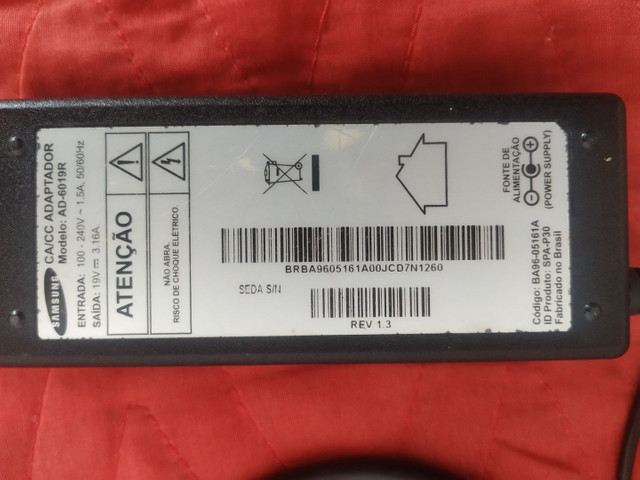 SAMSUNG
CA/CC ADAPTADOR
Modelo: AD-6019R
ENTRADA: 100 - 240V ~ 1.5A, 50/60Hz
SAÍDA: 19V ⎓ 3.16A
ATENÇÃO
NÃO ABRA.
RISCO DE CHOQUE ELÉTRICO.
BRBA9605161A00JCD7N1260
SEDA S/N
REV 1.3
FONTE DE
ALIMENTAÇÃO
(POWER SUPPLY)
Código: BA96-05161A
ID Produto: SPA-P30
Fabricado no Brasil